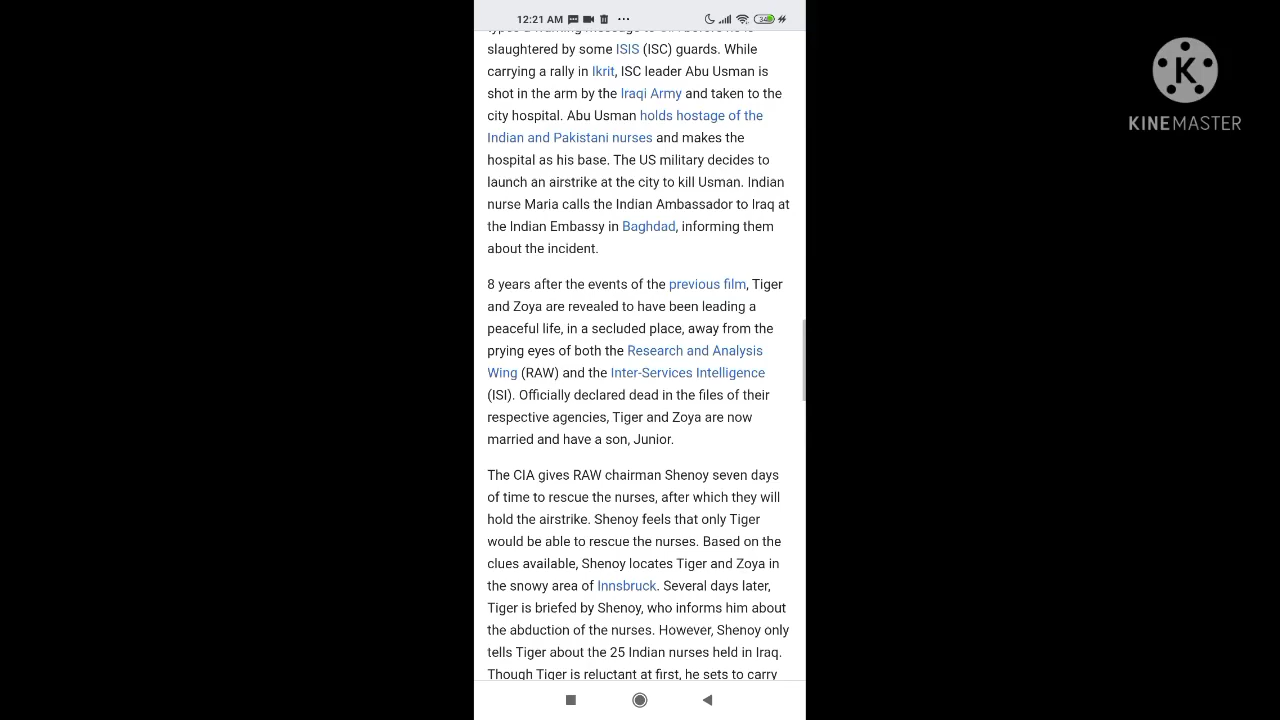 12:21 AM
34
K
KINEMASTER
slaughtered by some ISIS (ISC) guards. While
carrying a rally in Ikrit, ISC leader Abu Usman is
shot in the arm by the Iraqi Army and taken to the
city hospital. Abu Usman holds hostage of the
Indian and Pakistani nurses and makes the
hospital as his base. The US military decides to
launch an airstrike at the city to kill Usman. Indian
nurse Maria calls the Indian Ambassador to Iraq at
the Indian Embassy in Baghdad, informing them
about the incident.
8 years after the events of the previous film, Tiger
and Zoya are revealed to have been leading a
peaceful life, in a secluded place, away from the
prying eyes of both the Research and Analysis
Wing (RAW) and the Inter-Services Intelligence
(ISI). Officially declared dead in the files of their
respective agencies, Tiger and Zoya are now
married and have a son, Junior.
The CIA gives RAW chairman Shenoy seven days
of time to rescue the nurses, after which they will
hold the airstrike. Shenoy feels that only Tiger
would be able to rescue the nurses. Based on the
clues available, Shenoy locates Tiger and Zoya in
the snowy area of Innsbruck. Several days later,
Tiger is briefed by Shenoy, who informs him about
the abduction of the nurses. However, Shenoy only
tells Tiger about the 25 Indian nurses held in Iraq.
Though Tiger is reluctant at first, he sets to carry